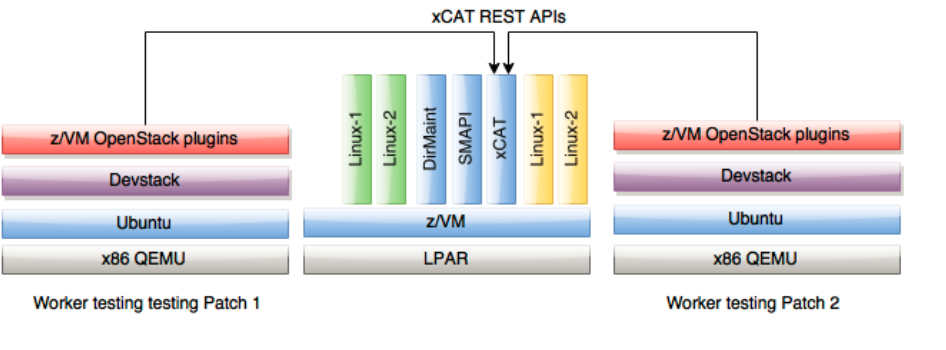 xCAT REST APIs
z/VM OpenStack plugins
Devstack
Ubuntu
x86 QEMU
Worker testing testing Patch 1
Linux-1
Linux-2
DirMaint
SMAPI
xCAT
Linux-1
Linux-2
z/VM
LPAR
z/VM OpenStack plugins
Devstack
Ubuntu
x86 QEMU
Worker testing Patch 2